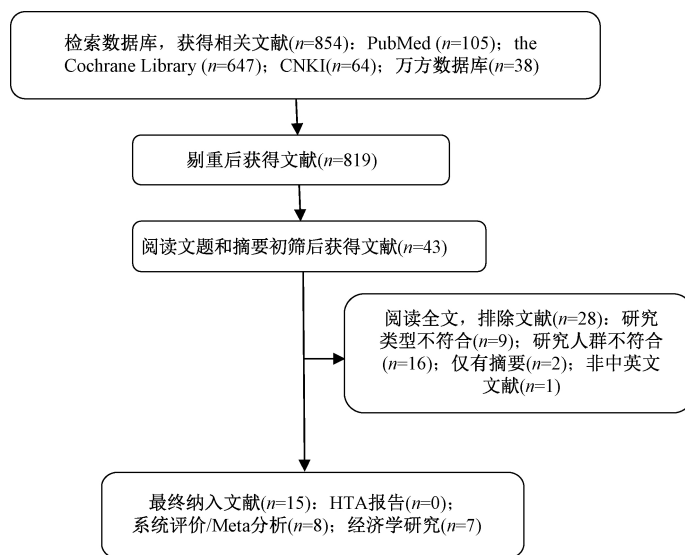 检索数据库，获得相关文献(n=854)：PubMed (n=105)；the
Cochrane Library (n=647)；CNKI(n=64)；万方数据库(n=38)
剔重后获得文献(n=819)
阅读文题和摘要初筛后获得文献(n=43)
阅读全文，排除文献(n=28)：研究
类型不符合(n=9)；研究人群不符合
(n=16)；仅有摘要(n=2)；非中英文
文献(n=1)
最终纳入文献(n=15)：HTA报告(n=0)；
系统评价/Meta分析(n=8)；经济学研究(n=7)